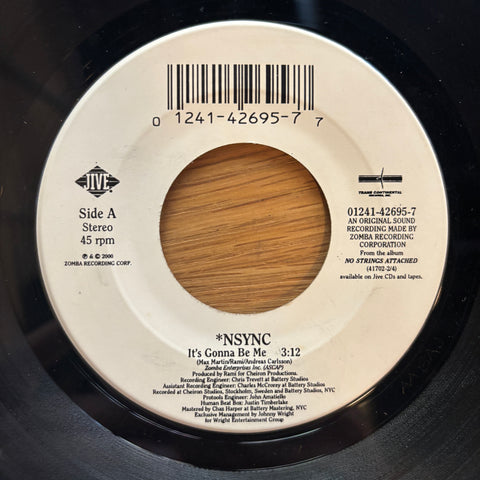 0 1241-42695-7 7
JIVE
TRANS CONTINENTAL
RECORDS, INC.
Side A
Stereo
45 rpm
℗ & © 2000
ZOMBA RECORDING CORP.
01241-42695-7
AN ORIGINAL SOUND
RECORDING MADE BY
ZOMBA RECORDING
CORPORATION
From the album
NO STRINGS ATTACHED
(41702-2/4)
available on Jive CDs and tapes.
*NSYNC
It's Gonna Be Me 3:12
(Max Martin/Rami/Andreas Carlsson)
Zomba Enterprises Inc. (ASCAP)
Produced by Rami for Cheiron Productions.
Recording Engineer: Chris Trevett at Battery Studios
Assistant Recording Engineer: Charles McCrorey at Battery Studios
Recorded at Cheiron Studios, Stockholm, Sweden and Battery Studios, NYC
Protools Engineer: John Amatiello
Human Beat Box: Justin Timberlake
Mastered by Chaz Harper at Battery Mastering, NYC
Executive Management by Johnny Wright
for Wright Entertainment Group